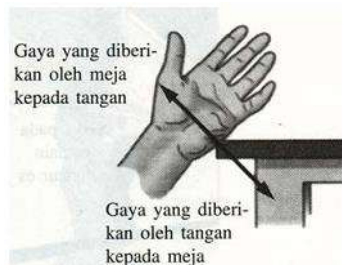 Gaya yang diberi-
kan oleh meja
kepada tangan
Gaya yang diberi-
kan oleh tangan
kepada meja